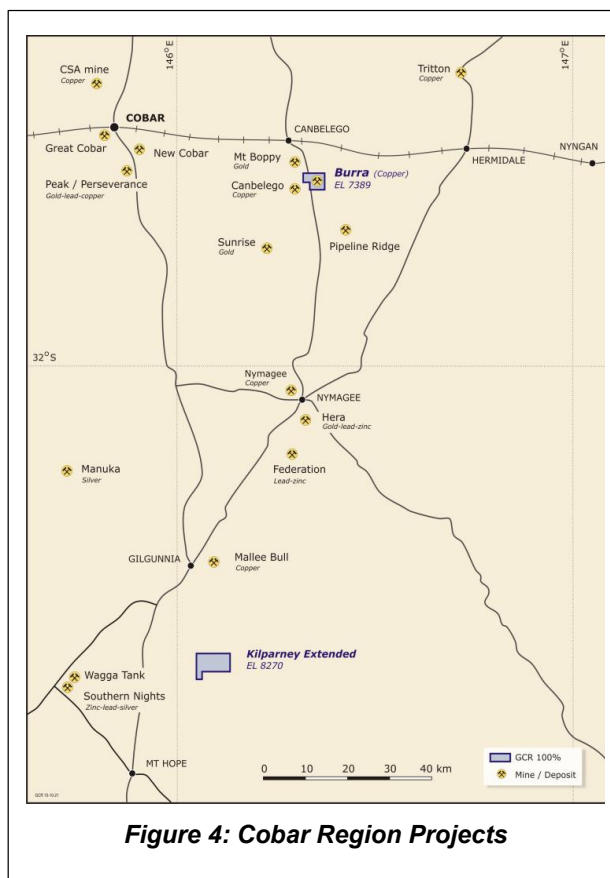 146°E
147°E
CSA mine
Copper
Tritton
Copper
COBAR
CANBELEGO
Great Cobar
New Cobar
Mt Boppy
Gold
HERMIDALE
NYNGAN
Peak / Perseverance
Gold-lead-copper
Canbelego
Copper
Burra (Copper)
EL 7389
Sunrise
Gold
Pipeline Ridge
32°S
Nymagee
Copper
NYMAGEE
Hera
Gold-lead-zinc
Manuka
Silver
Federation
Lead-zinc
GILGUNNIA
Mallee Bull
Copper
Kilparney Extended
EL 8270
Wagga Tank
Southern Nights
Zinc-lead-silver
MT HOPE
0 10 20 30 40 km
GCR 100%
Mine / Deposit
Figure 4: Cobar Region Projects